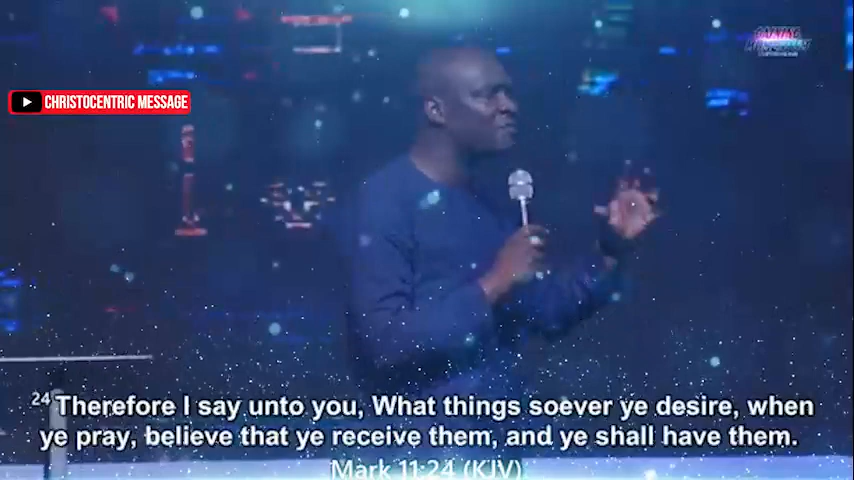 CHRISTOCENTRIC MESSAGE
24 Therefore I say unto you, What things soever ye desire, when
ye pray, believe that ye receive them, and ye shall have them.
Mark 11:24 (KJV)